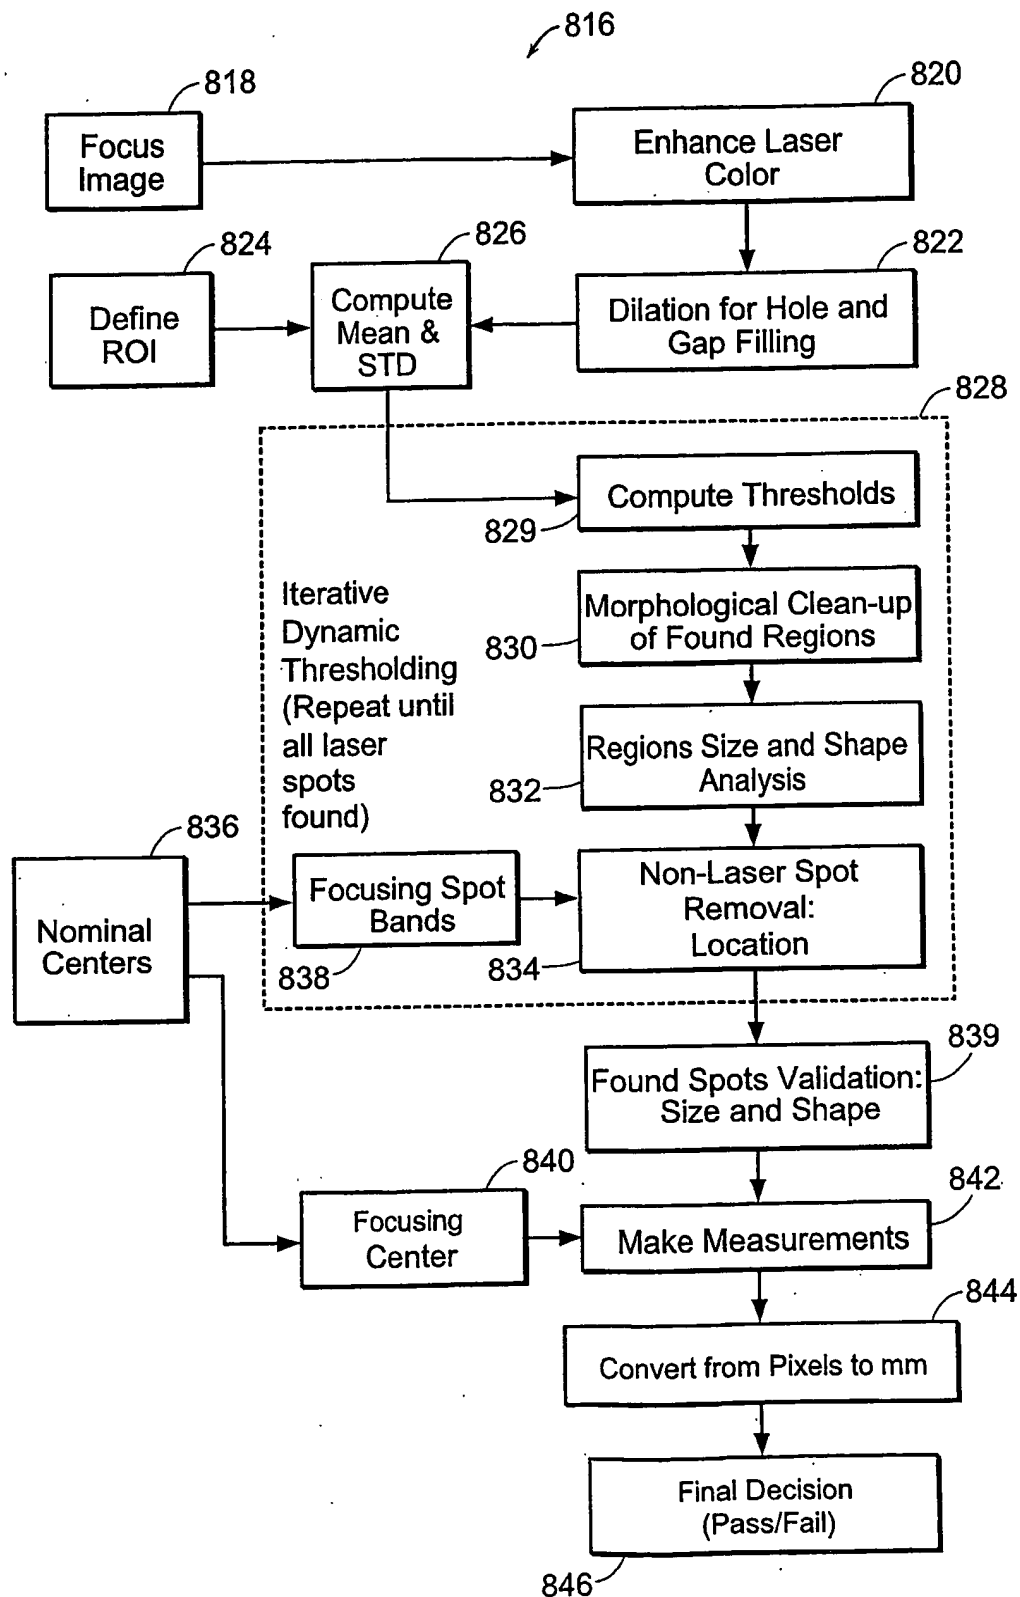 816
818
820
Focus
Image
Enhance Laser
Color
824
826
822
Define
ROI
Compute
Mean &
STD
Dilation for Hole and
Gap Filling
828
Compute Thresholds
829
Iterative
Dynamic
Thresholding
(Repeat until
all laser
spots
found)
Morphological Clean-up
of Found Regions
830
Regions Size and Shape
Analysis
832
836
Nominal
Centers
Focusing Spot
Bands
838
Non-Laser Spot
Removal:
Location
834
839
Found Spots Validation:
Size and Shape
840
Focusing
Center
842
Make Measurements
844
Convert from Pixels to mm
Final Decision
(Pass/Fail)
846